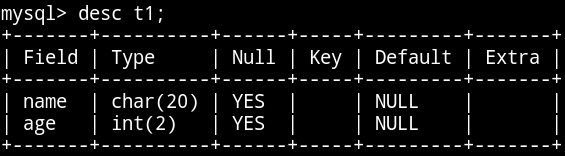 mysql> desc t1;
+-------+----------+------+-----+---------+-------+
| Field | Type     | Null | Key | Default | Extra |
+-------+----------+------+-----+---------+-------+
| name  | char(20) | YES  |     | NULL    |       |
| age   | int(2)   | YES  |     | NULL    |       |
+-------+----------+------+-----+---------+-------+